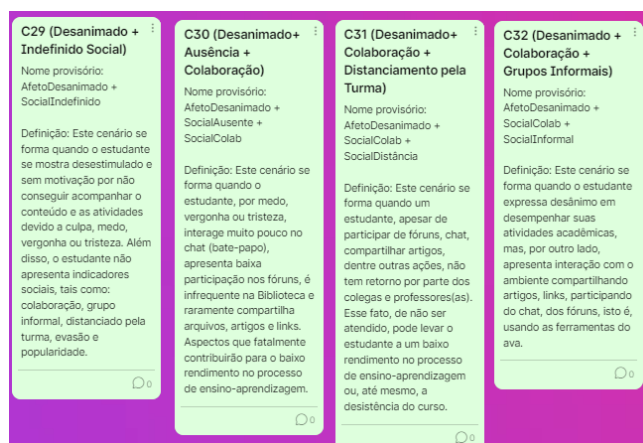 C29 (Desanimado +
Indefinido Social)
Nome provisório:
AfetoDesanimado +
SocialIndefinido
Definição: Este cenário se
forma quando o estudante
se mostra desestimulado e
sem motivação por não
conseguir acompanhar o
conteúdo e as atividades
devido a culpa, medo,
vergonha ou tristeza. Além
disso, o estudante não
apresenta indicadores
sociais, tais como:
colaboração, grupo
informal, distanciado pela
turma, evasão e
popularidade.
0
C30 (Desanimado+
Ausência +
Colaboração)
Nome provisório:
AfetoDesanimado +
SocialAusente +
SocialColab
Definição: Este cenário se
forma quando o
estudante, por medo,
vergonha ou tristeza,
interage muito pouco no
chat (bate-papo),
apresenta baixa
participação nos fóruns, é
infrequente na Biblioteca e
raramente compartilha
arquivos, artigos e links.
Aspectos que fatalmente
contribuirão para o baixo
rendimento no processo
de ensino-aprendizagem.
0
C31 (Desanimado+
Colaboração +
Distanciamento pela
Turma)
Nome provisório:
AfetoDesanimado +
SocialColab +
SocialDistância
Definição: Este cenário se
forma quando um
estudante, apesar de
participar de fóruns, chat,
compartilhar artigos,
dentre outras ações, não
tem retorno por parte dos
colegas e professores(as).
Esse fato, de não ser
atendido, pode levar o
estudante a um baixo
rendimento no processo
de ensino-aprendizagem
ou, até mesmo, a
desistência do curso.
0
C32 (Desanimado +
Colaboração +
Grupos Informais)
Nome provisório:
AfetoDesanimado +
SocialColab +
SocialInformal
Definição: Este cenário se
forma quando o estudante
expressa desânimo em
desempenhar suas
atividades acadêmicas,
mas, por outro lado,
apresenta interação com o
ambiente compartilhando
artigos, links, participando
do chat, dos fóruns, isto é,
usando as ferramentas do
ava.
0